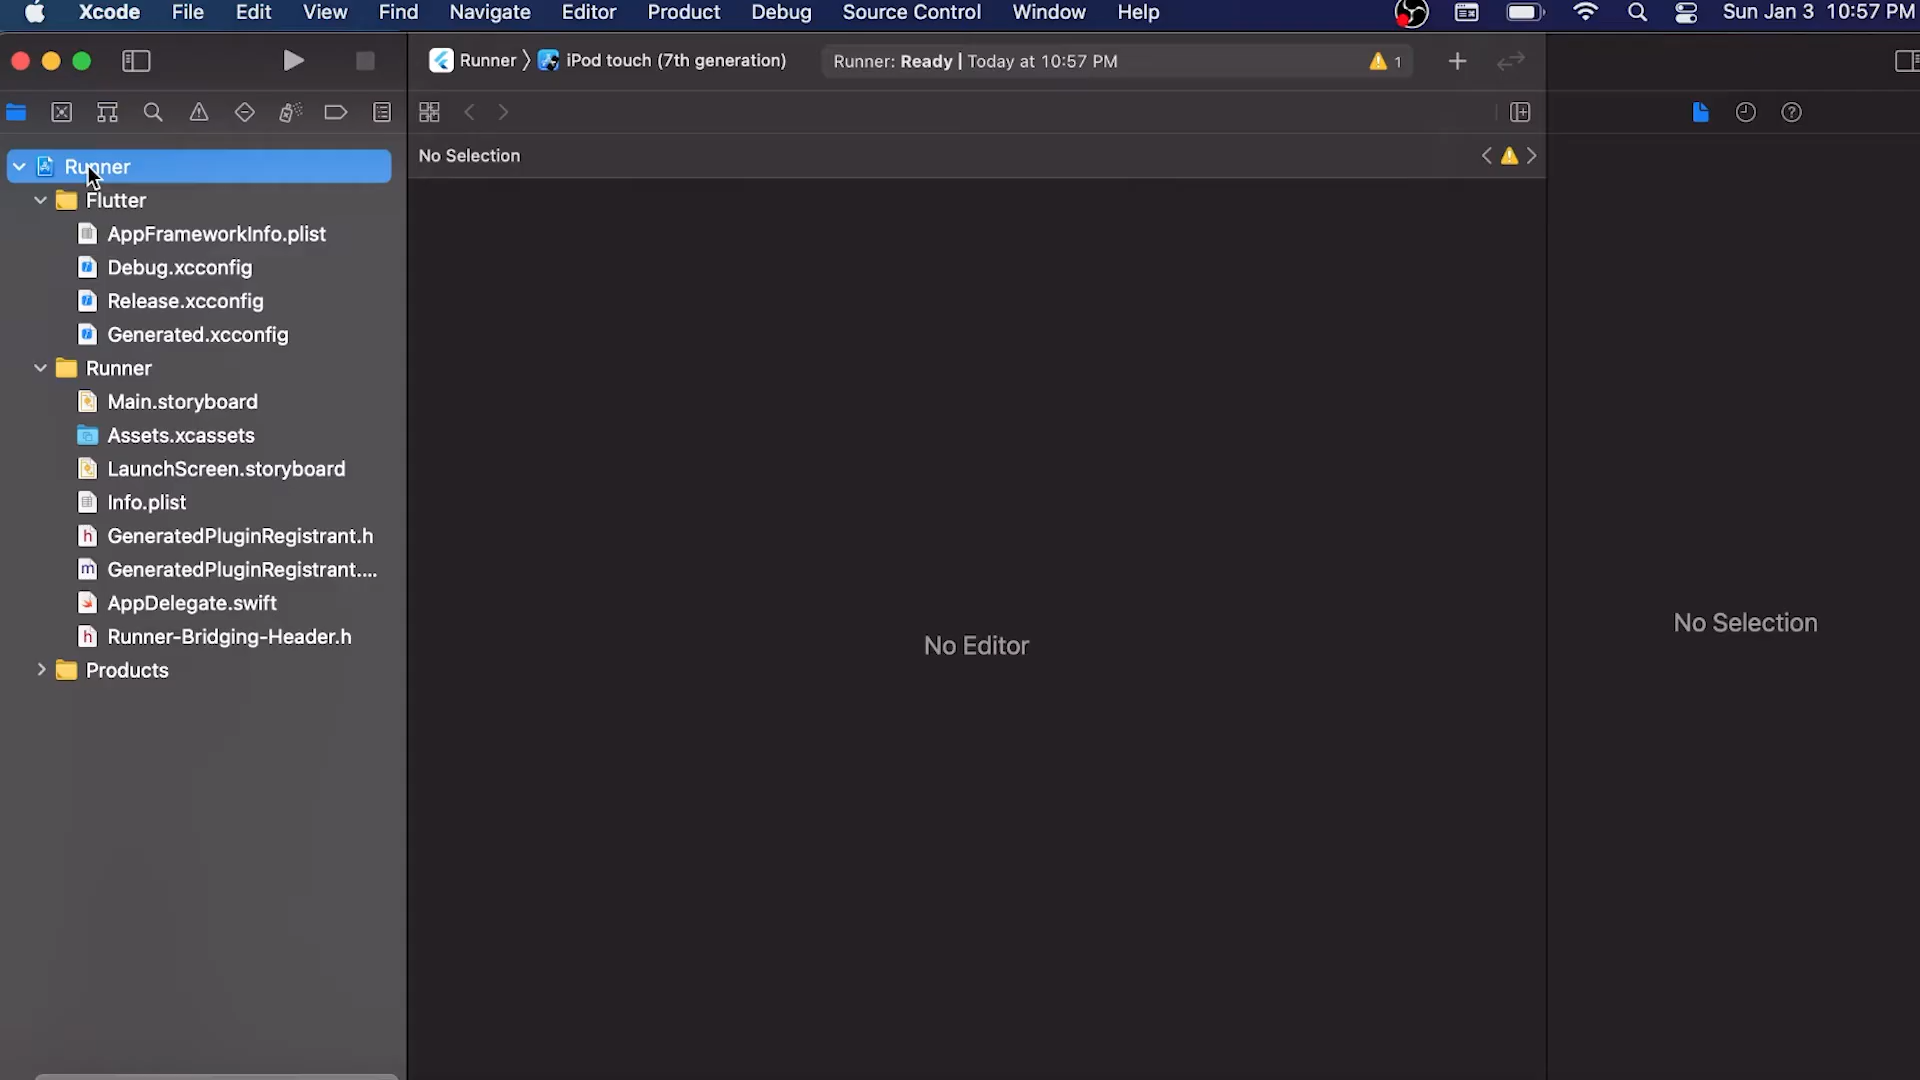 Xcode File Edit View Find Navigate Editor Product Debug Source Control Window Help Sun Jan 3 10:57 PM
Runner iPod touch (7th generation) Runner: Ready | Today at 10:57 PM 1
No Selection
Runner
Flutter
AppFrameworkInfo.plist
Debug.xcconfig
Release.xcconfig
Generated.xcconfig
Runner
Main.storyboard
Assets.xcassets
LaunchScreen.storyboard
Info.plist
GeneratedPluginRegistrant.h
GeneratedPluginRegistrant....
AppDelegate.swift
Runner-Bridging-Header.h
Products
No Editor
No Selection